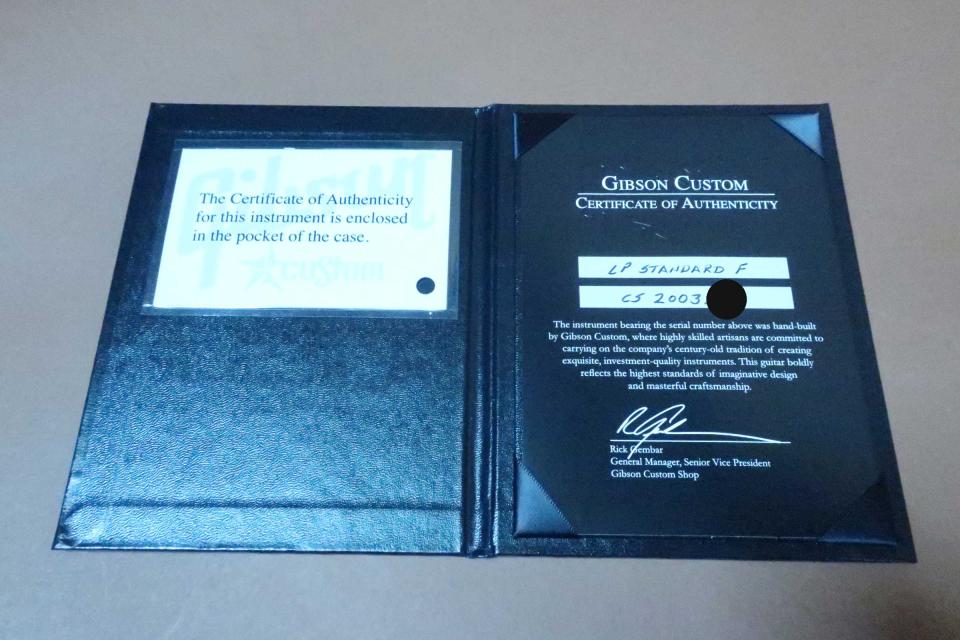 The Certificate of Authenticity
for this instrument is enclosed
in the pocket of the case.
Gibson
custom
GIBSON CUSTOM
CERTIFICATE OF AUTHENTICITY
LP STANDARD F
CS 2003
The instrument bearing the serial number above was hand-built
by Gibson Custom, where highly skilled artisans are committed to
carrying on the company's century-old tradition of creating
exquisite, investment-quality instruments. This guitar boldly
reflects the highest standards of imaginative design
and masterful craftsmanship.
Rick Gembar
General Manager, Senior Vice President
Gibson Custom Shop